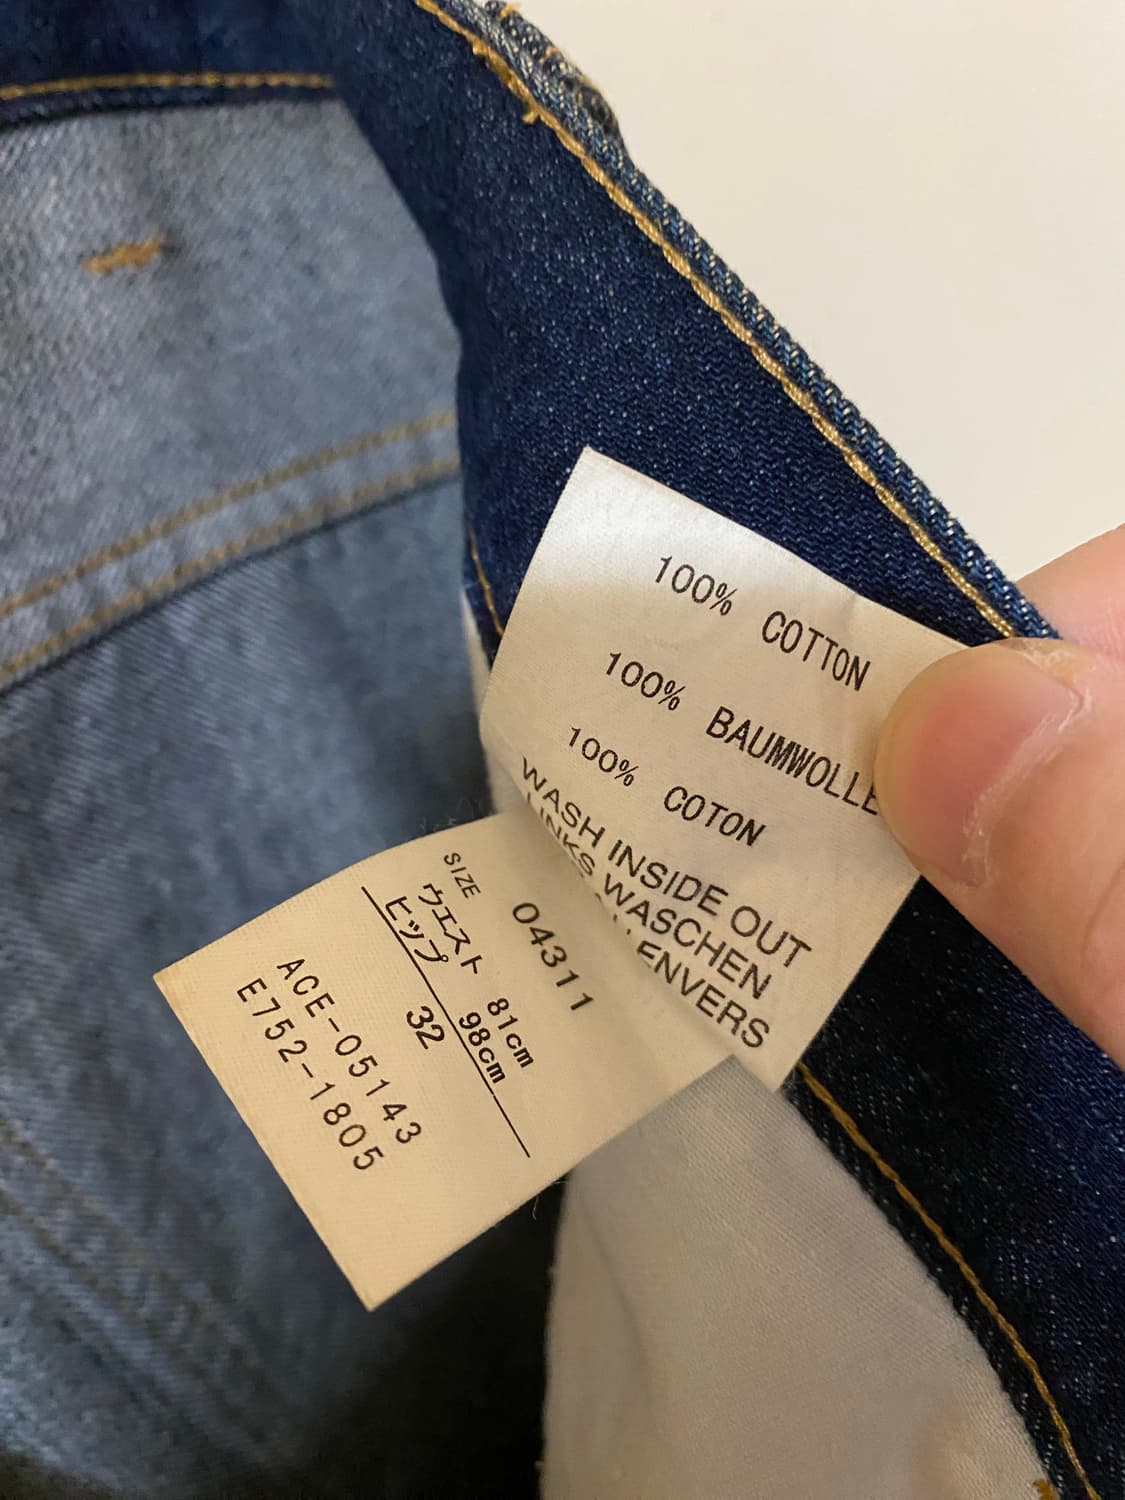 100% COTTON
100% BAUMWOLLE
100% COTON
WASH INSIDE OUT
LINKS WASCHEN
ENVERS
04311
SIZE
ウエスト 81cm
ヒップ 98cm
32
ACE-05143
E752-1805